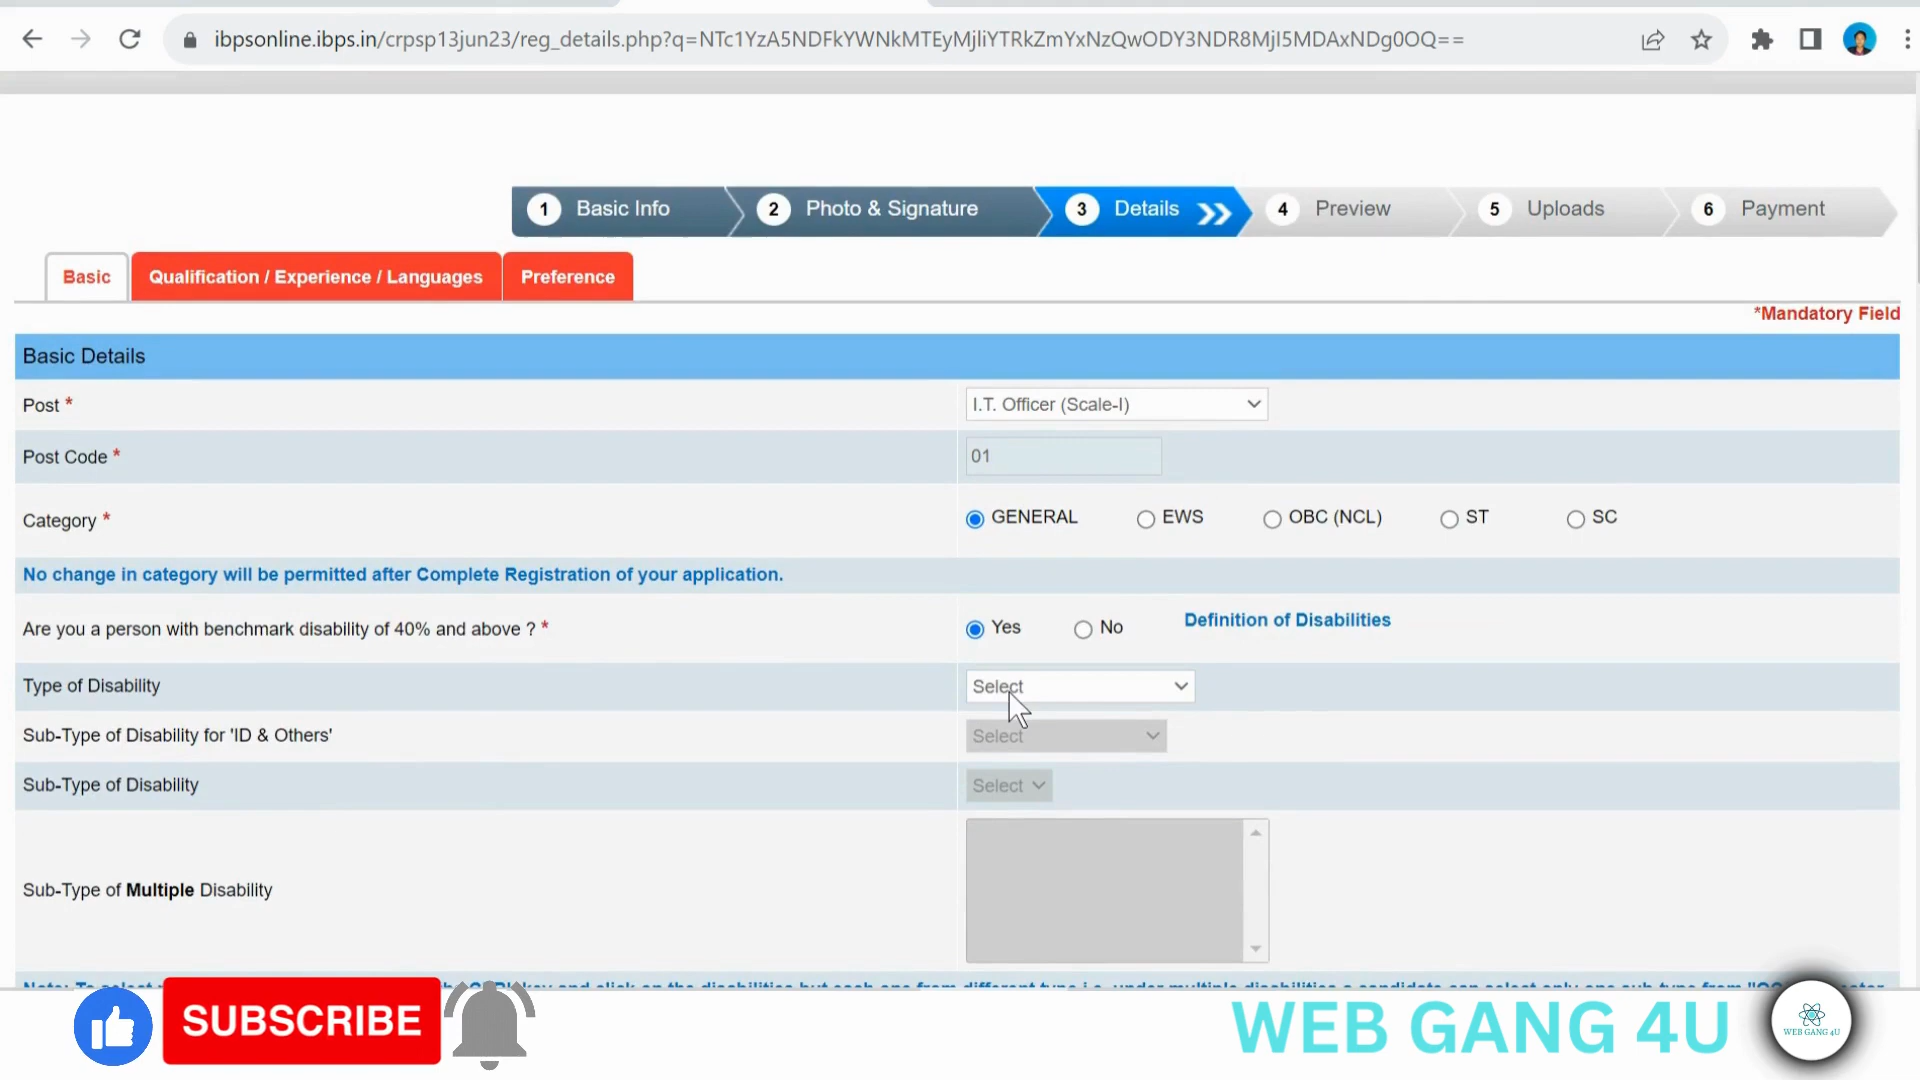 ibpsonline.ibps.in/crpsp13jun23/reg_details.php?q=NTc1YzA5NDFkYWNkMTEyMjliYTRkZmYxNzQwODY3NDR8MjI5MDAxNDg0OQ==
1 Basic Info 2 Photo & Signature 3 Details 4 Preview 5 Uploads 6 Payment
Basic Qualification / Experience / Languages Preference
*Mandatory Field
Basic Details
Post * I.T. Officer (Scale-I)
Post Code * 01
Category * GENERAL EWS OBC (NCL) ST SC
No change in category will be permitted after Complete Registration of your application.
Are you a person with benchmark disability of 40% and above ? * Yes No Definition of Disabilities
Type of Disability Select
Sub-Type of Disability for 'ID & Others' Select
Sub-Type of Disability Select
Sub-Type of Multiple Disability
SUBSCRIBE
WEB GANG 4U
WEB GANG 4U